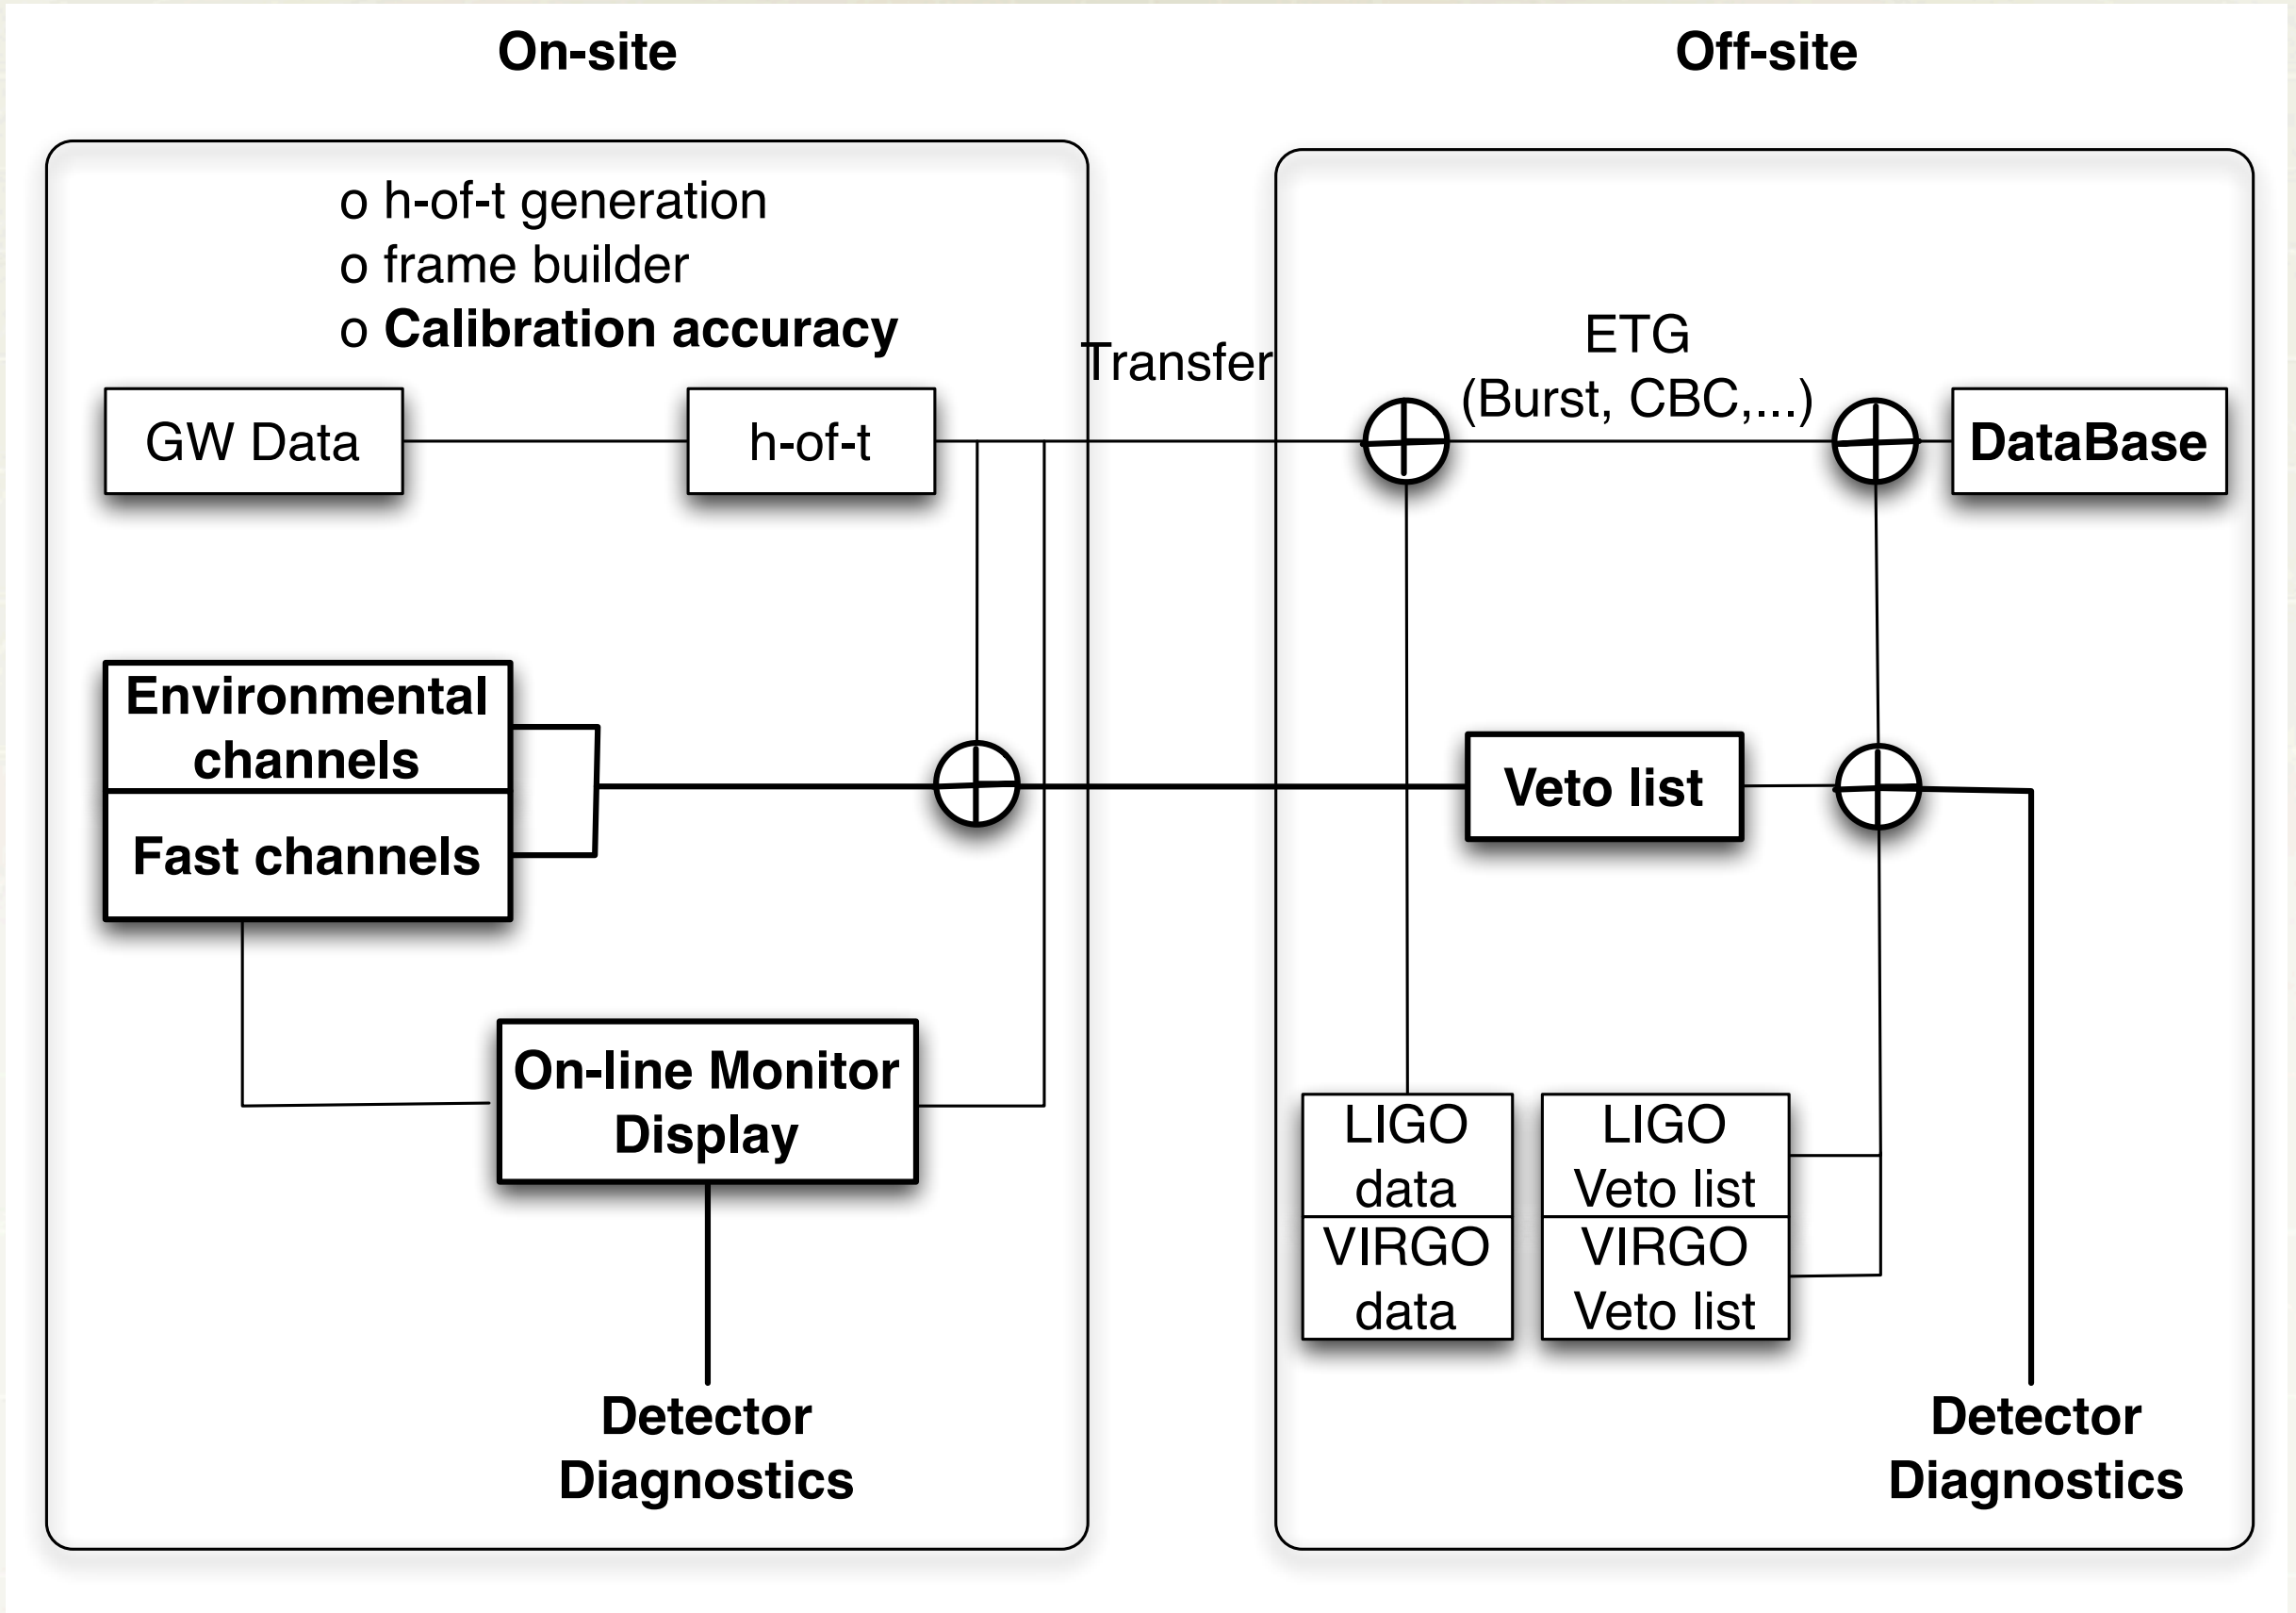 On-site
Off-site
o h-of-t generation
o frame builder
o Calibration accuracy
Transfer
ETG
(Burst, CBC,...)
GW Data
h-of-t
DataBase
Environmental
channels
Fast channels
Veto list
On-line Monitor
Display
LIGO
data
VIRGO
data
LIGO
Veto list
VIRGO
Veto list
Detector
Diagnostics
Detector
Diagnostics